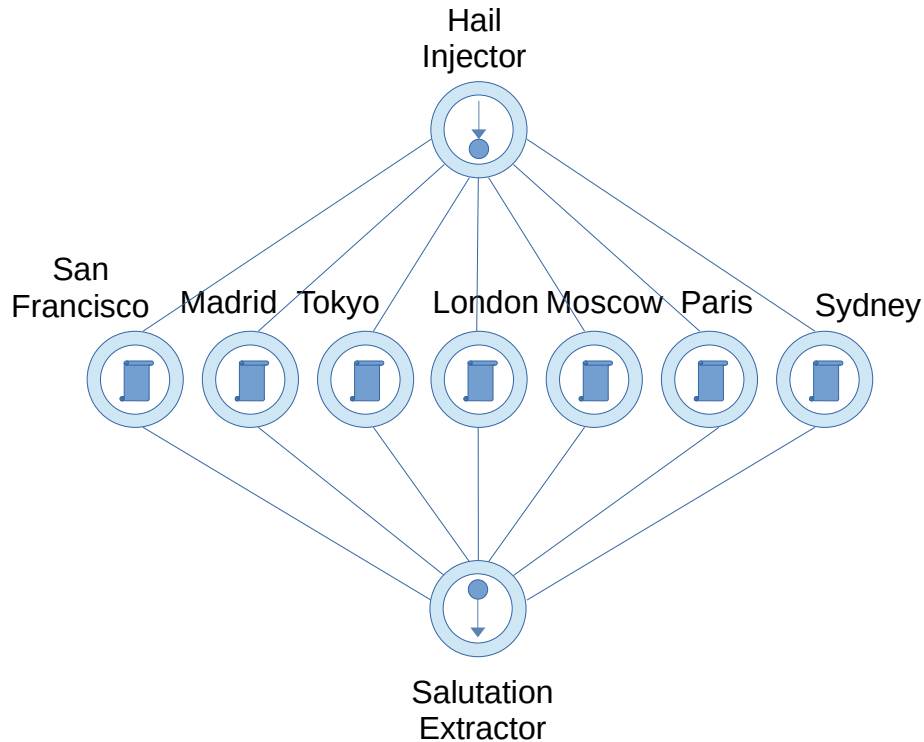 Hail
Injector
San
Francisco
Madrid
Tokyo
London
Moscow
Paris
Sydney
Salutation
Extractor